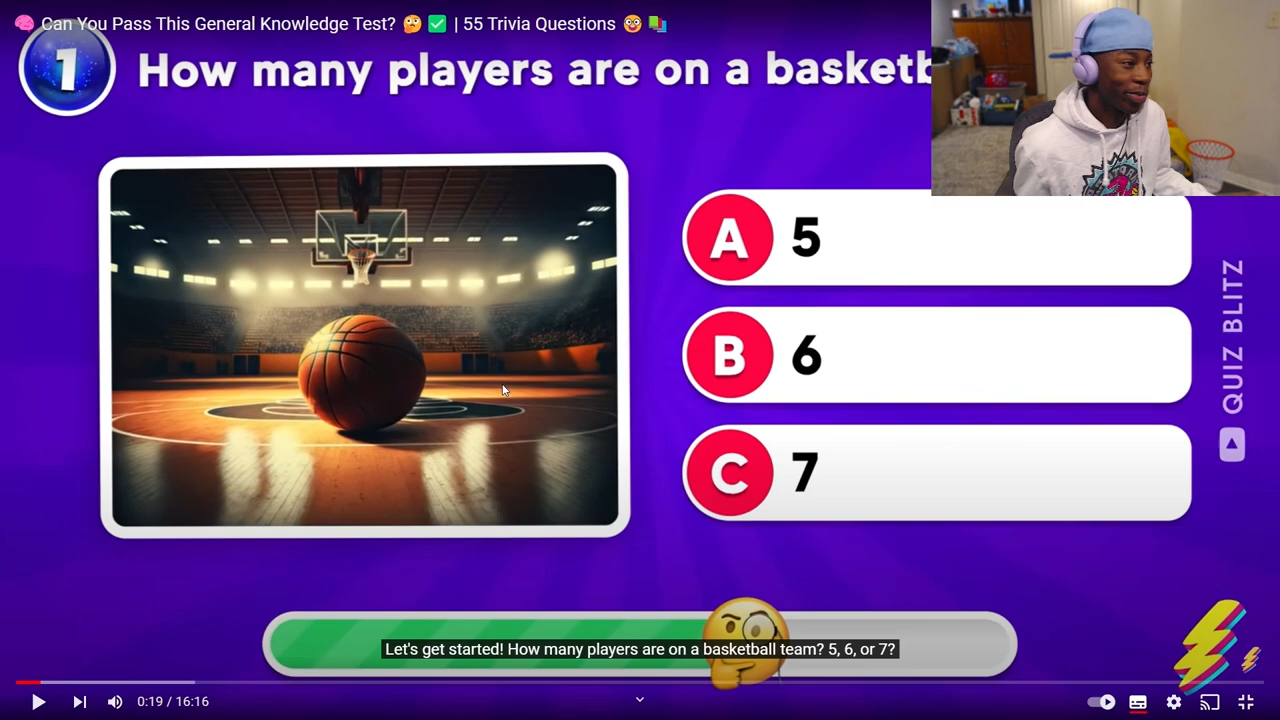 🧠 Can You Pass This General Knowledge Test? 🤔 ✅ | 55 Trivia Questions 🤓 📚
1 How many players are on a basketb
A 5
B 6
C 7
QUIZ BLITZ
Let's get started! How many players are on a basketball team? 5, 6, or 7?
0:19 / 16:16